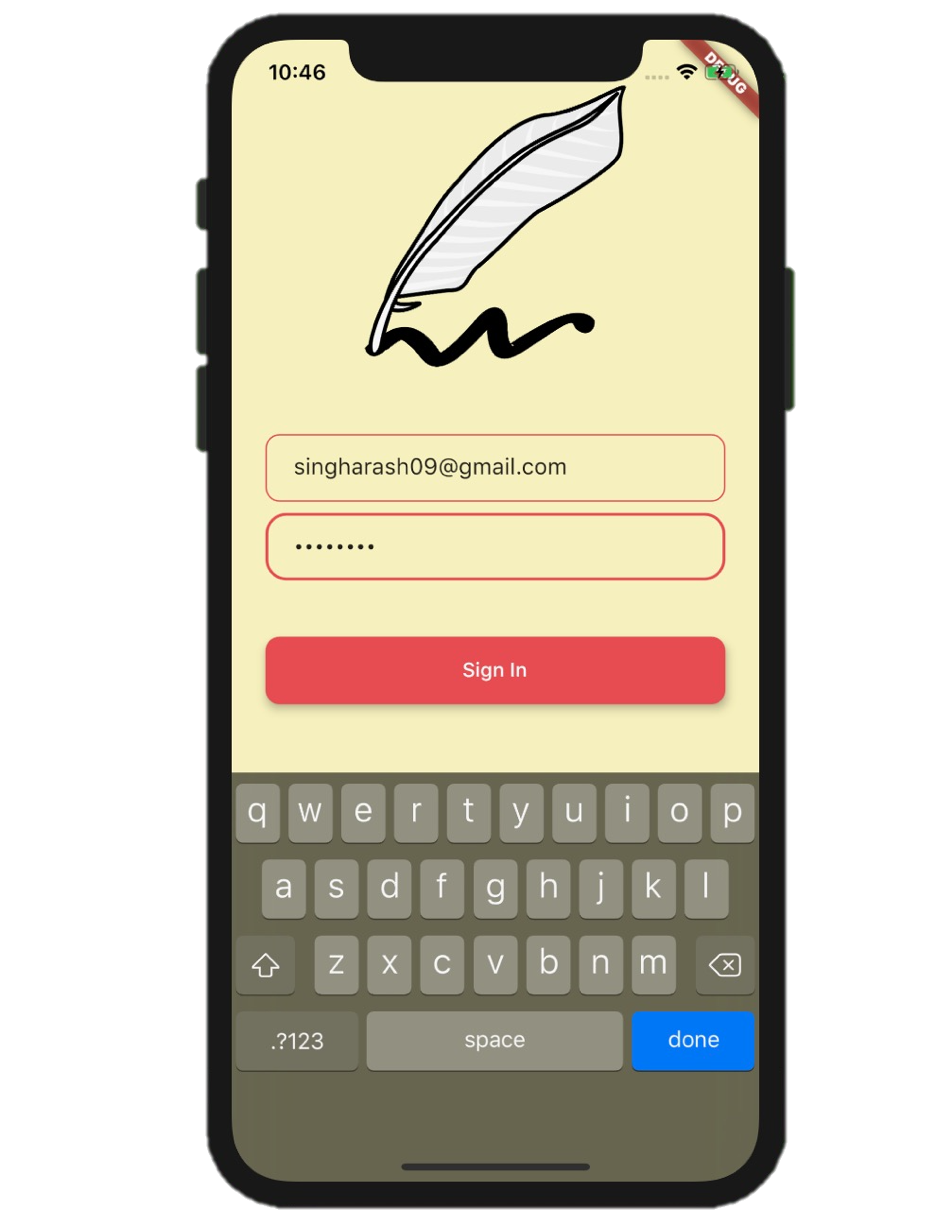 10:46
DEBUG
singharash09@gmail.com
••••••••
Sign In
q w e r t y u i o p
a s d f g h j k l
z x c v b n m
.?123 space done